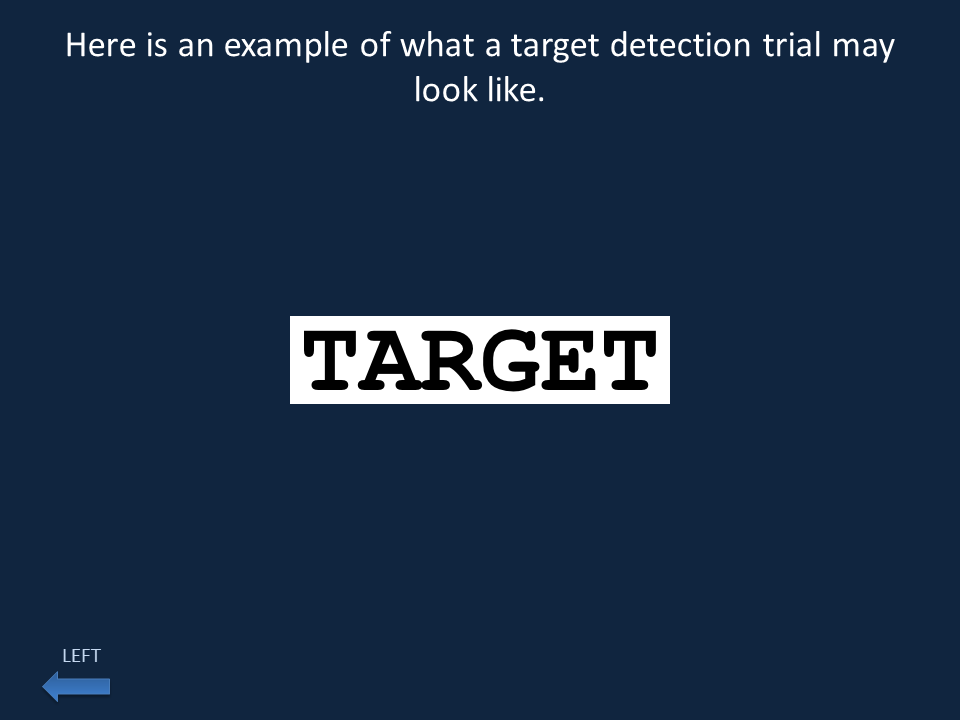 Here is an example of what a target detection trial may
look like.
TARGET
LEFT